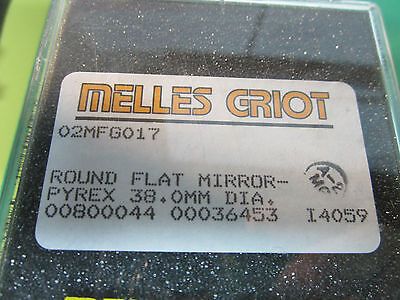 MELLES GRIOT
02MFG017
ROUND FLAT MIRROR-
PYREX 38.0MM DIA.
00800044 00036453 I4059